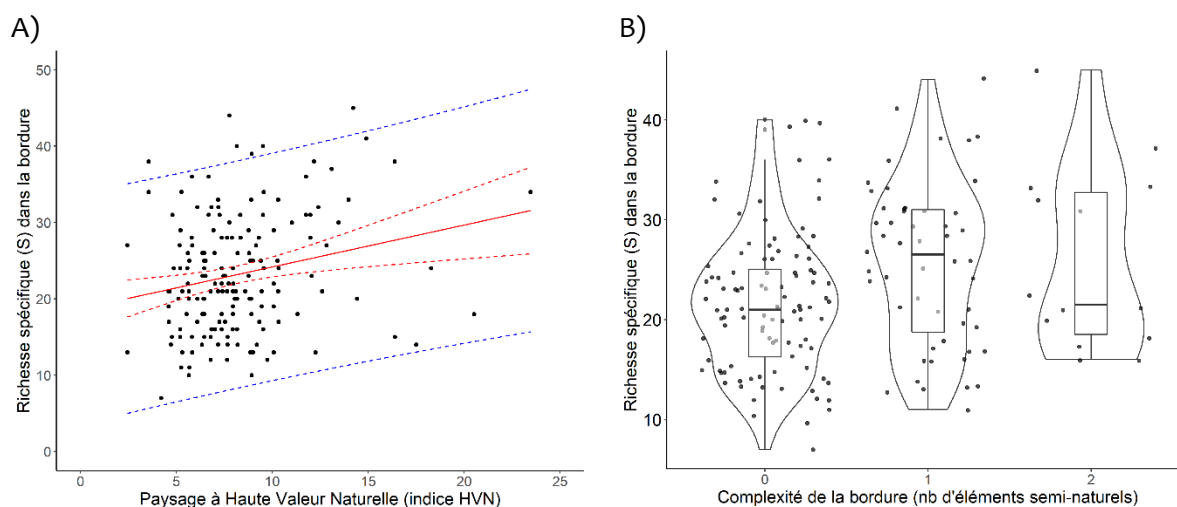 A)
Richesse spécifique (S) dans la bordure
50
40
30
20
10
0
0 5 10 15 20 25
Paysage à Haute Valeur Naturelle (indice HVN)
B)
Richesse spécifique (S) dans la bordure
40
30
20
10
0 1 2
Complexité de la bordure (nb d'éléments semi-naturels)